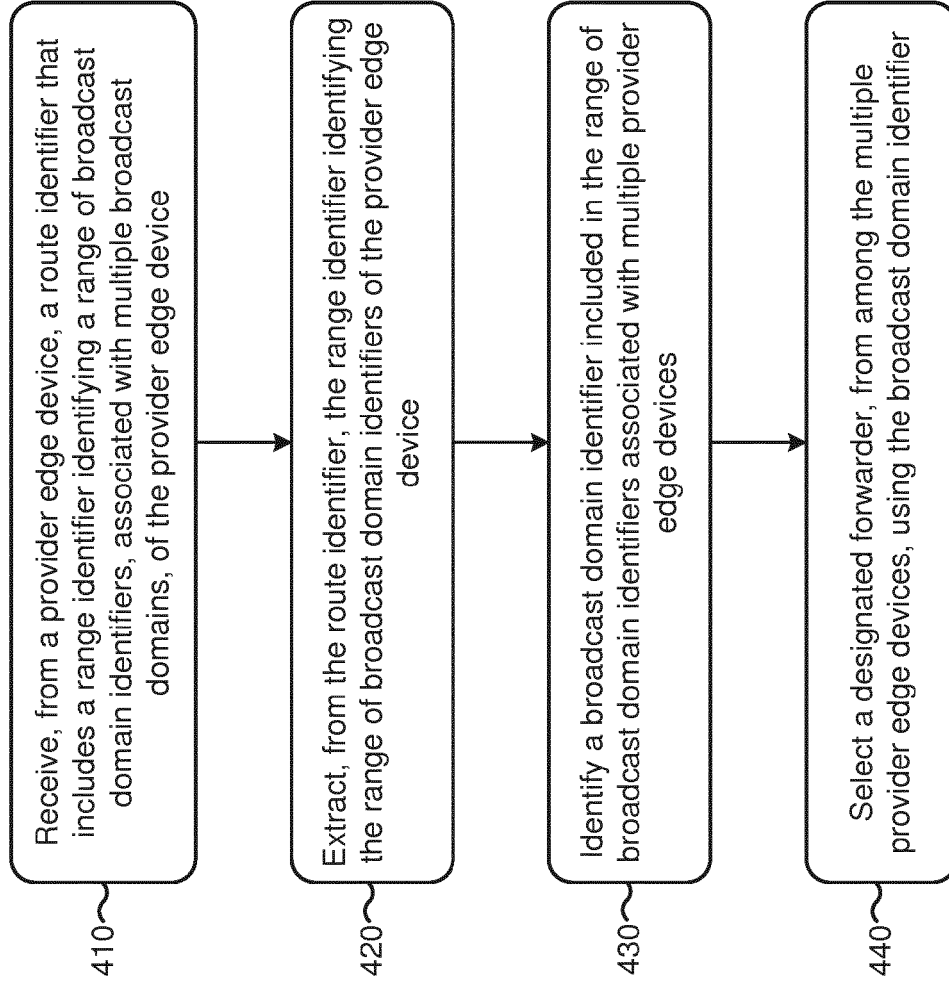 410
Receive, from a provider edge device, a route identifier that
includes a range identifier identifying a range of broadcast
domain identifiers, associated with multiple broadcast
domains, of the provider edge device
420
Extract, from the route identifier, the range identifier identifying
the range of broadcast domain identifiers of the provider edge
device
430
Identify a broadcast domain identifier included in the range of
broadcast domain identifiers associated with multiple provider
edge devices
440
Select a designated forwarder, from among the multiple
provider edge devices, using the broadcast domain identifier